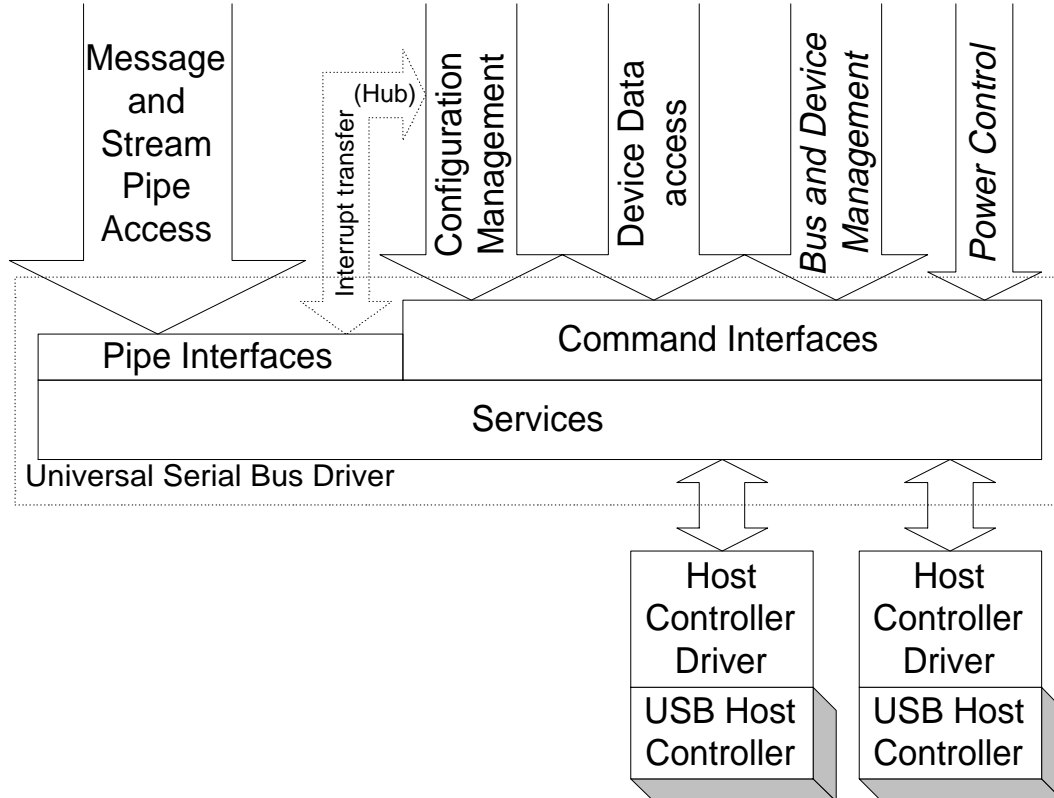 Message
and
Stream
Pipe
Access
Interrupt transfer
(Hub)
Configuration
Management
Device Data
access
Bus and Device
Management
Power Control
Pipe Interfaces
Command Interfaces
Services
Universal Serial Bus Driver
Host
Controller
Driver
USB Host
Controller
Host
Controller
Driver
USB Host
Controller